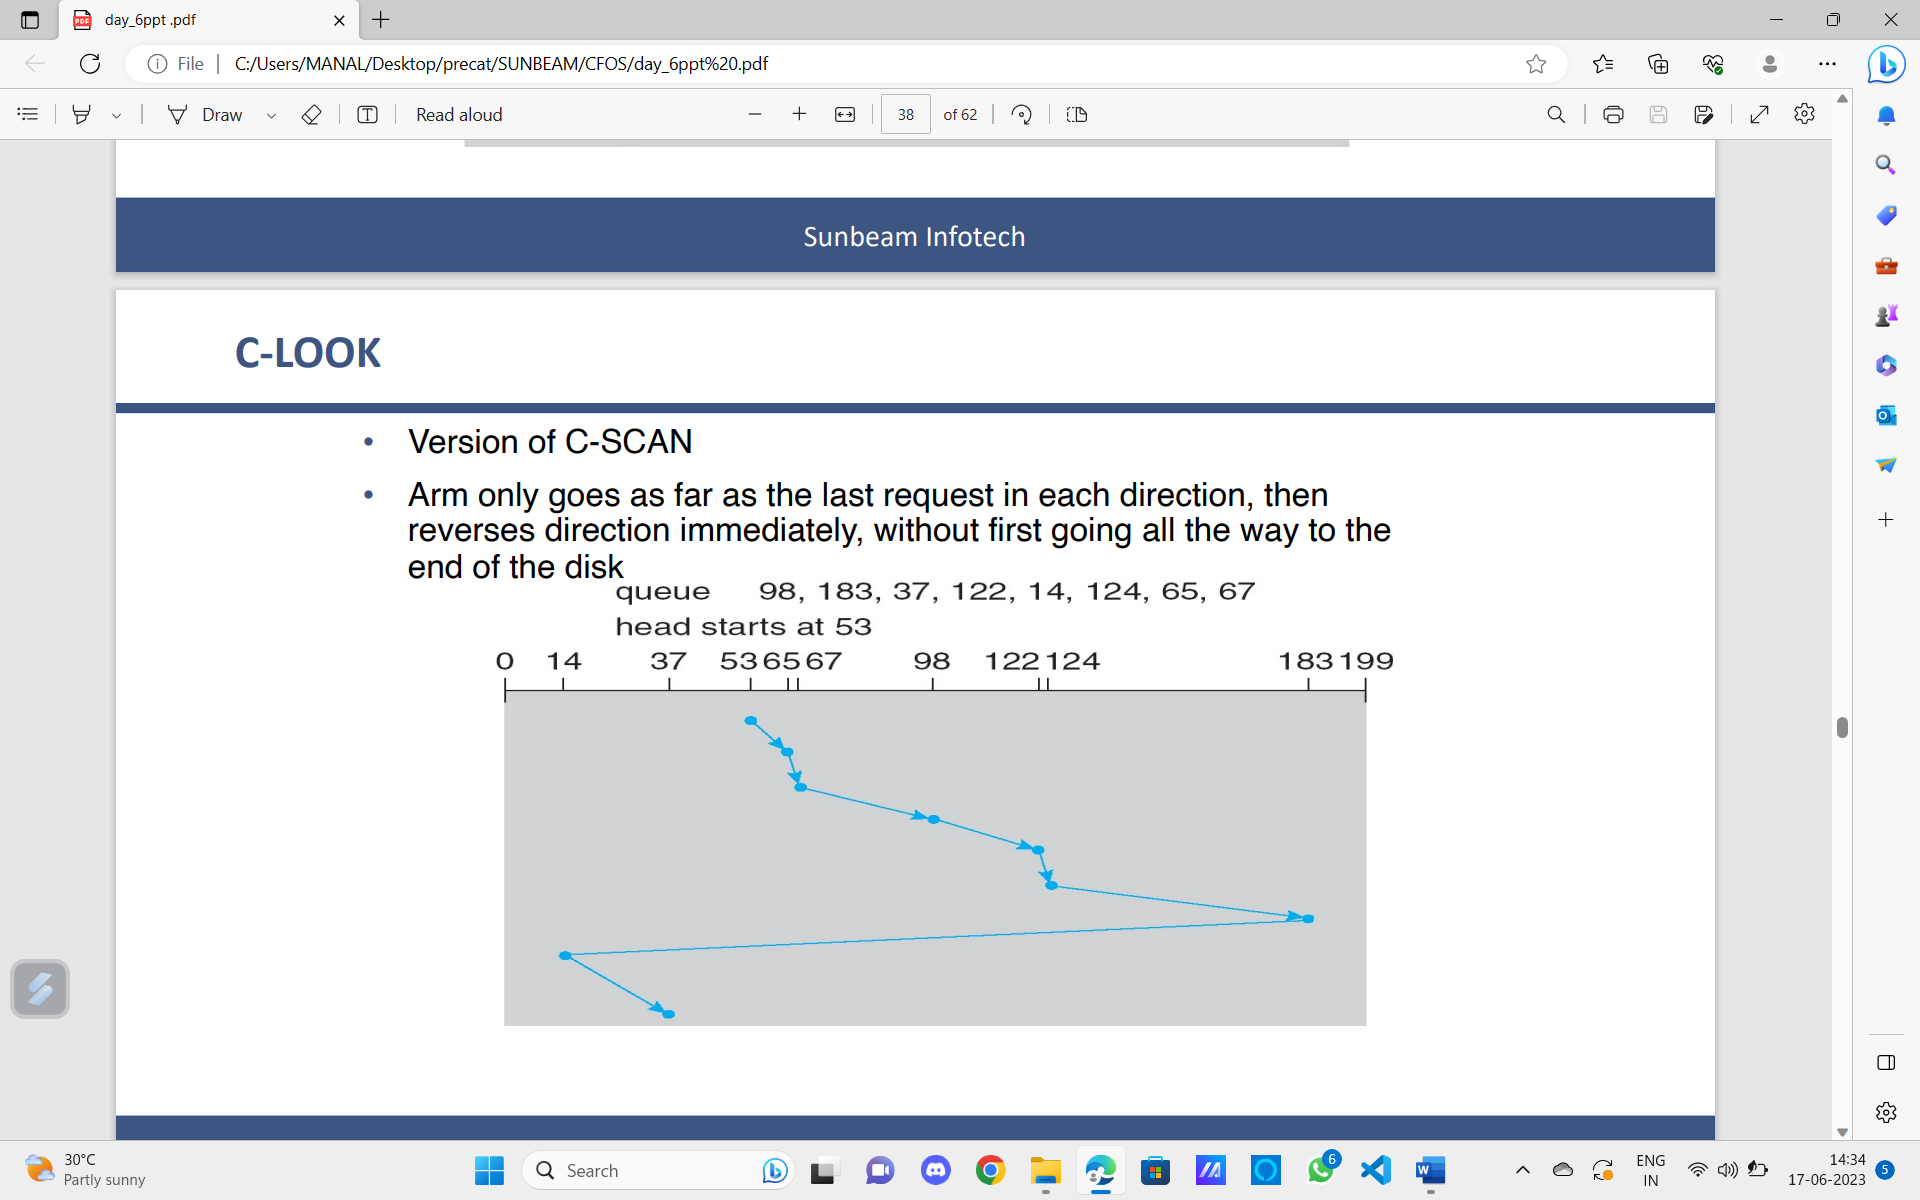 day_6ppt .pdf
File
C:/Users/MANAL/Desktop/precat/SUNBEAM/CFOS/day_6ppt%20.pdf
Draw
Read aloud
38
of 62
Sunbeam Infotech
C-LOOK
• Version of C-SCAN
• Arm only goes as far as the last request in each direction, then
reverses direction immediately, without first going all the way to the
end of the disk
queue 98, 183, 37, 122, 14, 124, 65, 67
head starts at 53
0 14 37 53 65 67 98 122 124 183 199
30°C
Partly sunny
Search
6
ENG
IN
14:34
17-06-2023
5